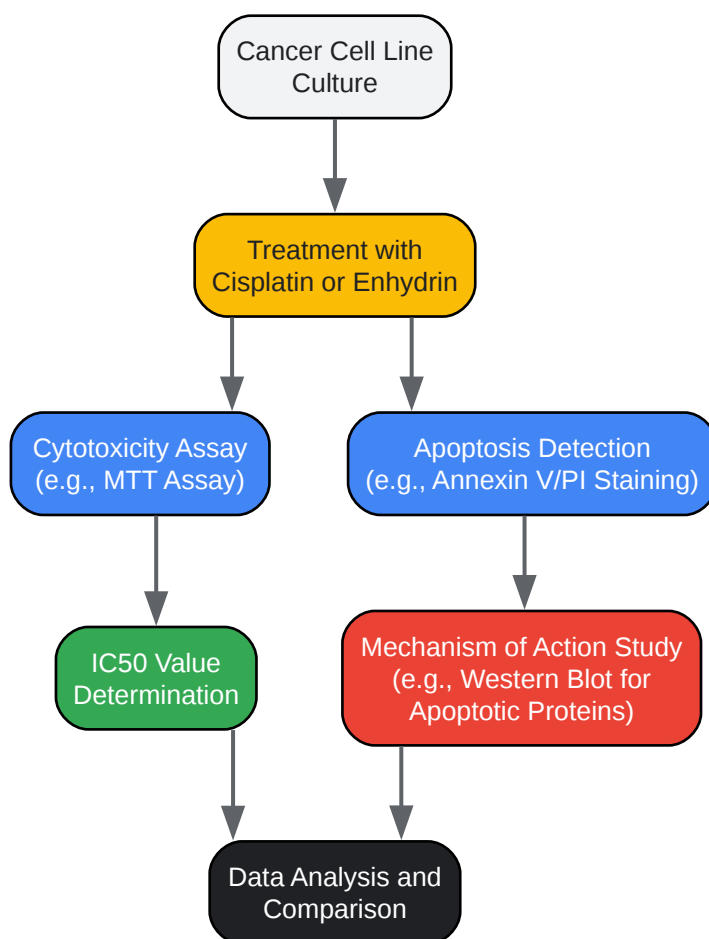 Cancer Cell Line
Culture
Treatment with
Cisplatin or Enhydrin
Cytotoxicity Assay
(e.g., MTT Assay)
Apoptosis Detection
(e.g., Annexin V/PI Staining)
IC50 Value
Determination
Mechanism of Action Study
(e.g., Western Blot for
Apoptotic Proteins)
Data Analysis and
Comparison